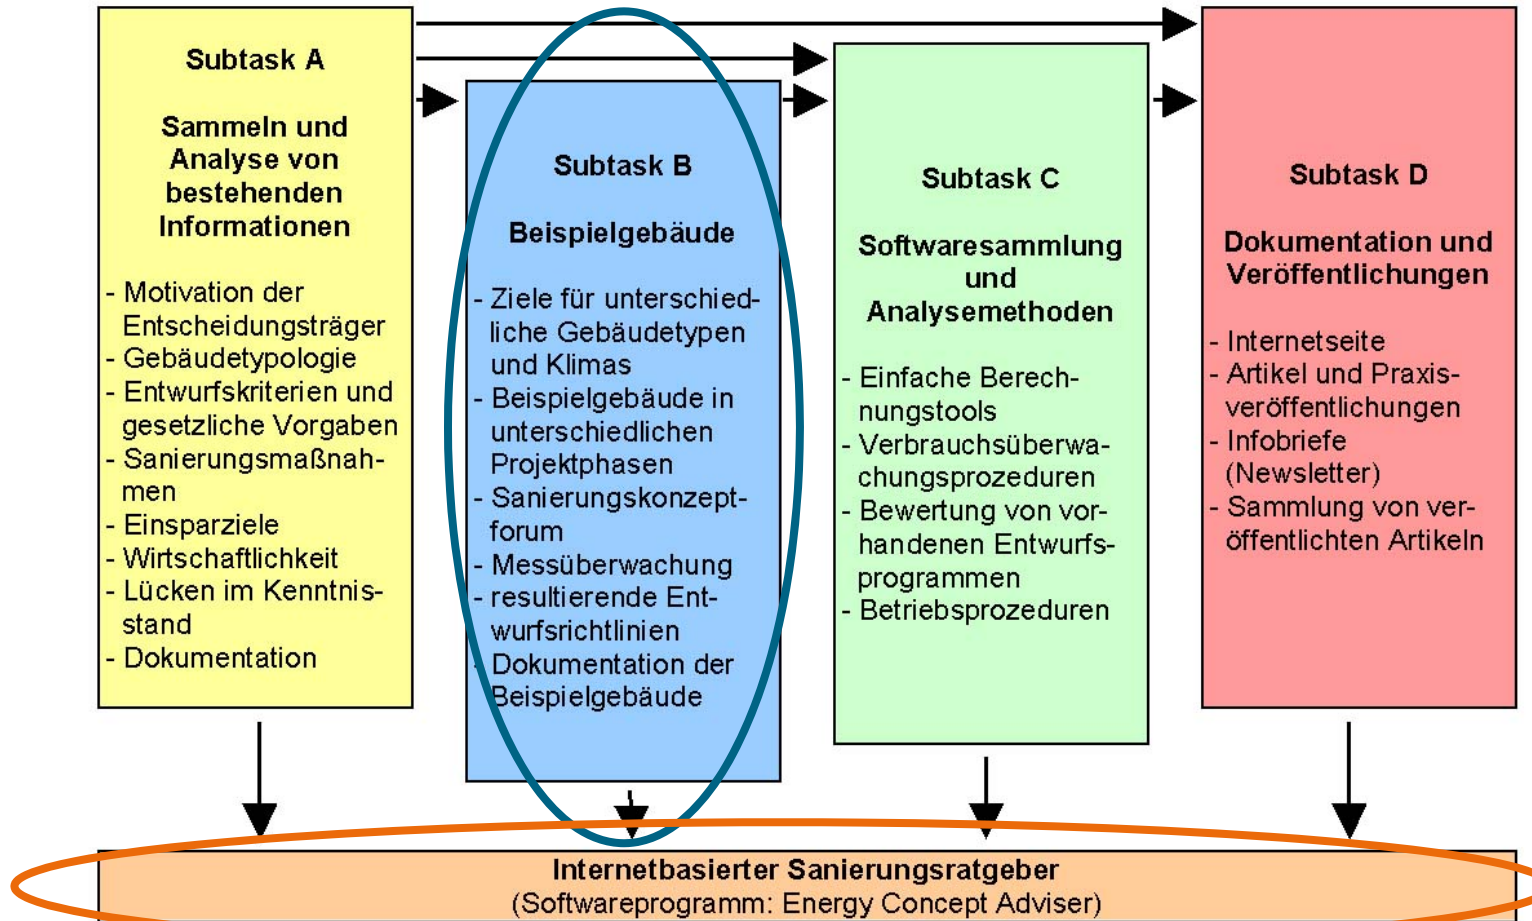 Subtask A
Sammeln und
Analyse von
bestehenden
Informationen
- Motivation der
Entscheidungsträger
- Gebäudetypologie
- Entwurfskriterien und
gesetzliche Vorgaben
- Sanierungsmaßnah-
men
- Einsparziele
- Wirtschaftlichkeit
- Lücken im Kenntnis-
stand
- Dokumentation
Subtask B
Beispielgebäude
- Ziele für unterschied-
liche Gebäudetypen
und Klimas
- Beispielgebäude in
unterschiedlichen
Projektphasen
- Sanierungskonzept-
forum
- Messüberwachung
- resultierende Ent-
wurfsrichtlinien
- Dokumentation der
Beispielgebäude
Subtask C
Softwaresammlung
und
Analysemethoden
- Einfache Berech-
nungstools
- Verbrauchsüberwa-
chungsprozeduren
- Bewertung von vor-
handenen Entwurfs-
programmen
- Betriebsprozeduren
Subtask D
Dokumentation und
Veröffentlichungen
- Internetseite
- Artikel und Praxis-
veröffentlichungen
- Infobriefe
(Newsletter)
- Sammlung von ver-
öffentlichten Artikeln
Internetbasierter Sanierungsratgeber
(Softwareprogramm: Energy Concept Adviser)